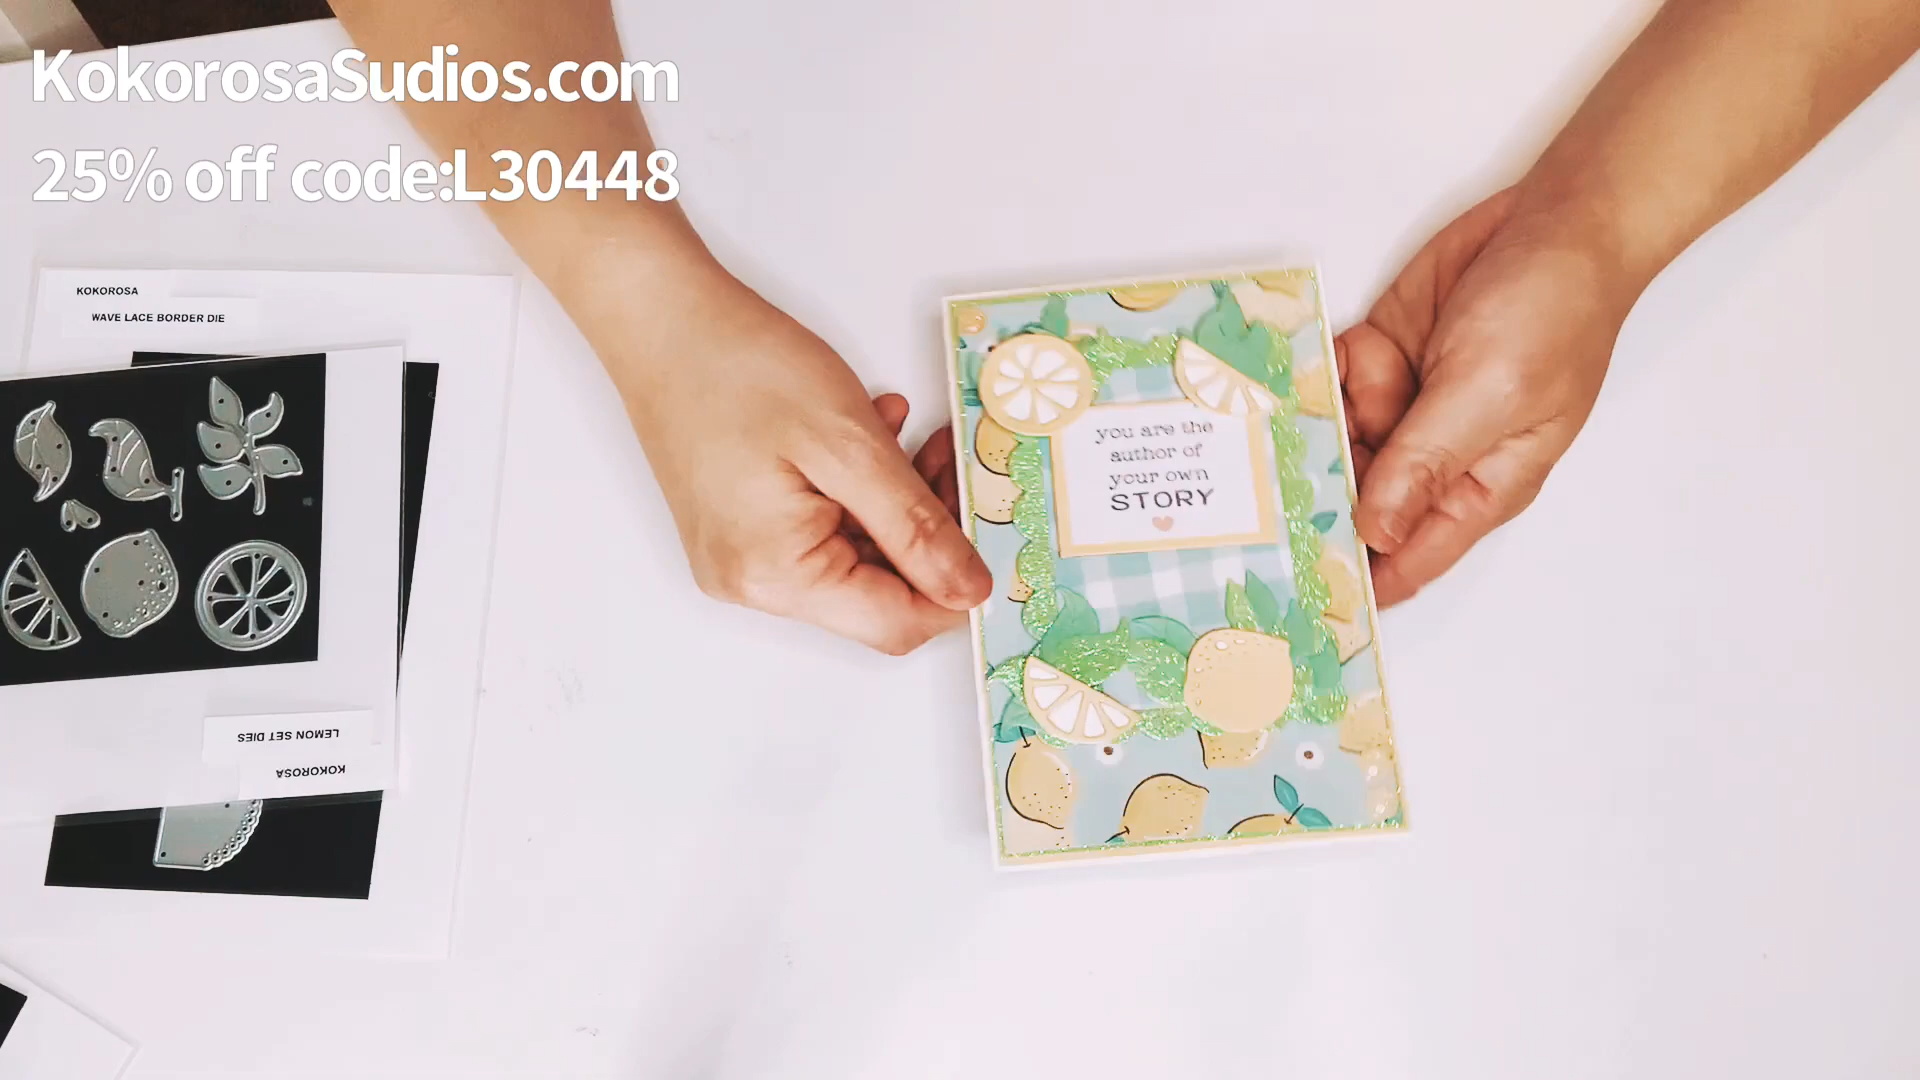 KokorosaSudios.com
25% off code:L30448
KOKOROSA
WAVE LACE BORDER DIE
you are the
author of
your own
STORY
LEMON SET DIES
KOKOROSA